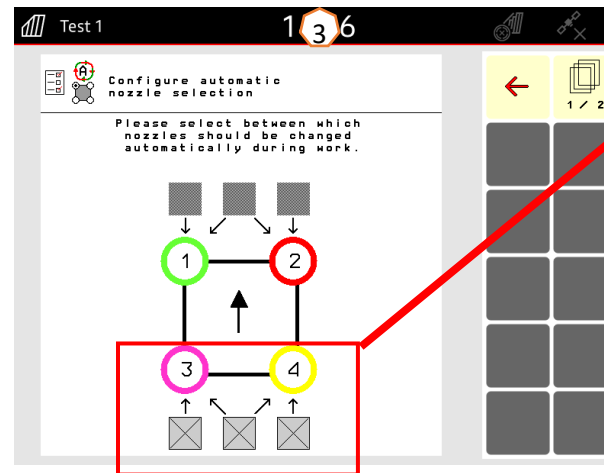 Test 1 1 3 6
Configure automatic
nozzle selection
1 / 2
Please select between which
nozzles should be changed
automatically during work.
1 2
3 4